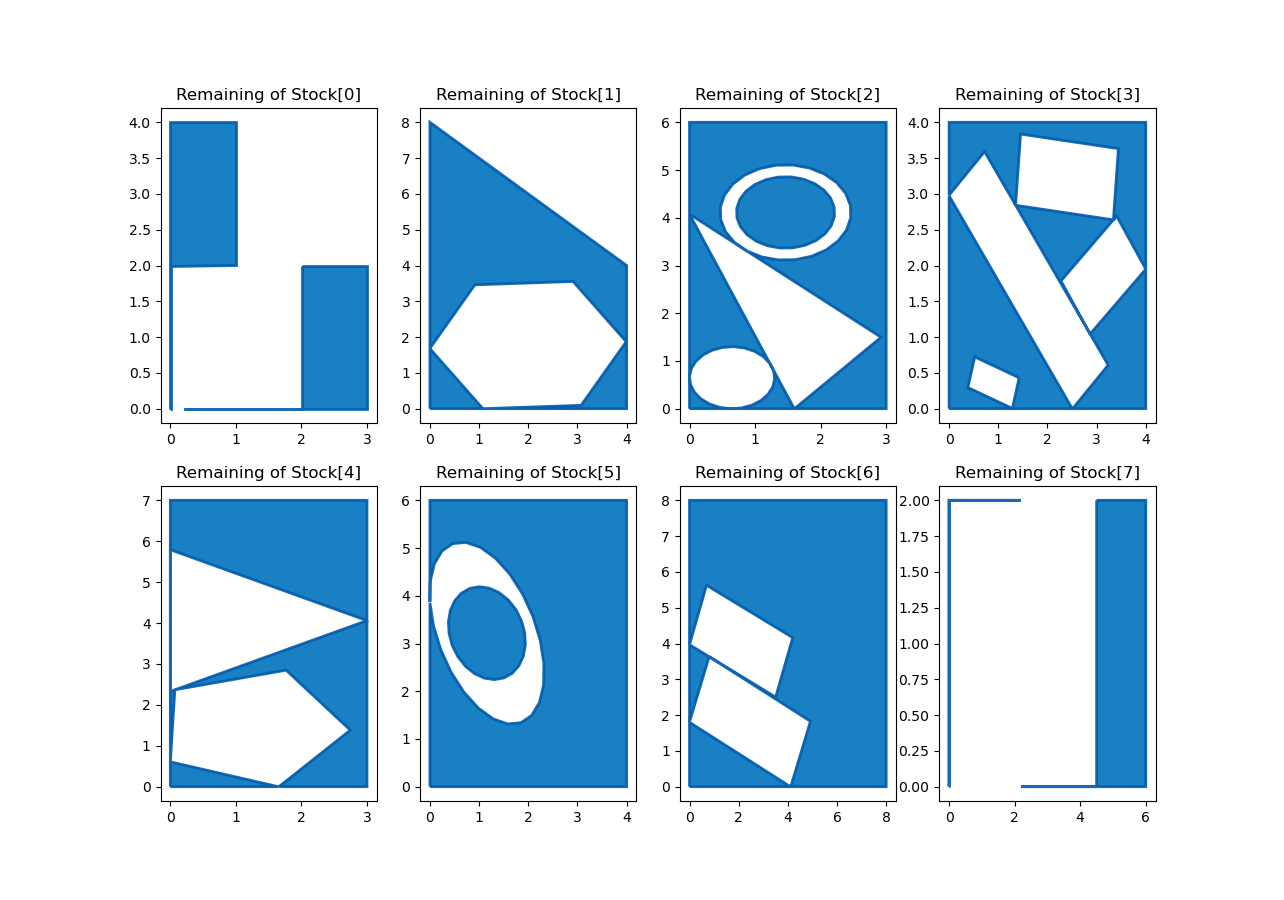 Remaining of Stock[0] Remaining of Stock[1] Remaining of Stock[2] Remaining of Stock[3]
4.0 8 6 4.0
3.5 7 5 3.5
3.0 6 4 3.0
2.5 5 3 2.5
2.0 4 2 2.0
1.5 3 1 1.5
1.0 2 0 1.0
0.5 1 0.5
0.0 0 0.0
0 1 2 3 0 1 2 3 4 0 1 2 3 0 1 2 3 4
Remaining of Stock[4] Remaining of Stock[5] Remaining of Stock[6] Remaining of Stock[7]
7 6 8 2.00
6 5 7 1.75
5 4 6 1.50
4 3 5 1.25
3 2 4 1.00
2 1 3 0.75
1 0 2 0.50
0 1 0.25
0 0.00
0 1 2 3 0 1 2 3 4 0 2 4 6 8 0 2 4 6